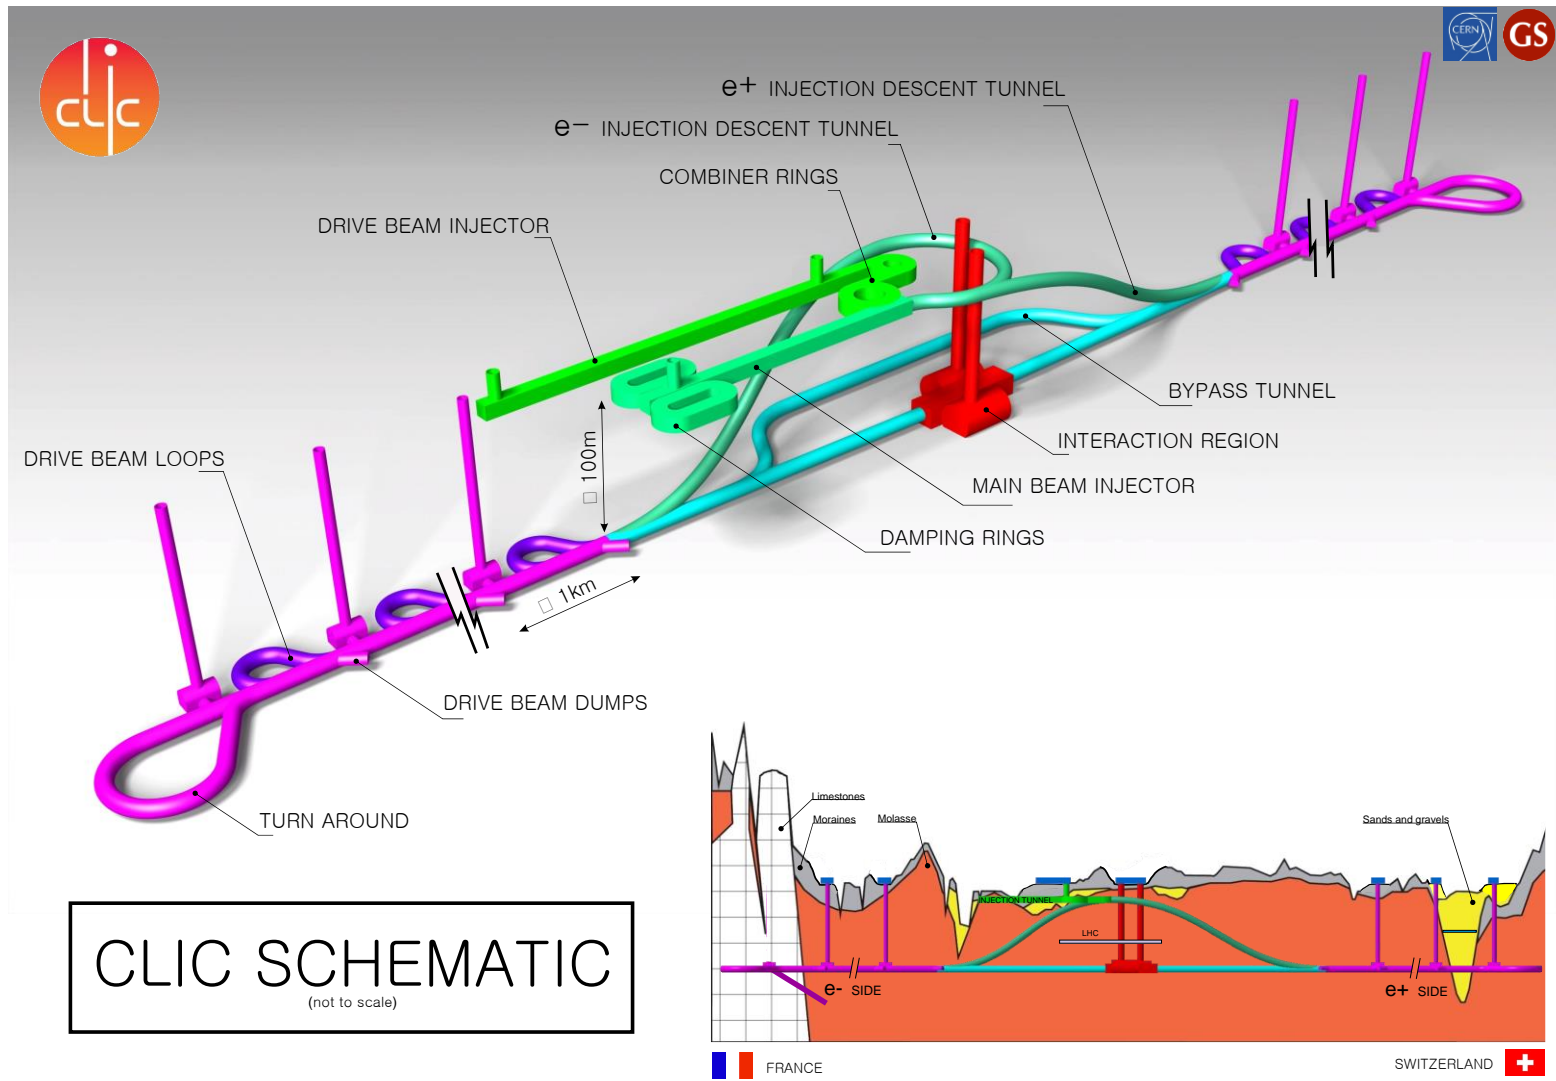 clic
CERN
GS
e+ INJECTION DESCENT TUNNEL
e− INJECTION DESCENT TUNNEL
COMBINER RINGS
DRIVE BEAM INJECTOR
BYPASS TUNNEL
INTERACTION REGION
DRIVE BEAM LOOPS
□ 100m
MAIN BEAM INJECTOR
DAMPING RINGS
□ 1km
DRIVE BEAM DUMPS
TURN AROUND
CLIC SCHEMATIC
(not to scale)
Limestones
Moraines
Molasse
Sands and gravels
INJECTION TUNNEL
LHC
e- SIDE
e+ SIDE
FRANCE
SWITZERLAND